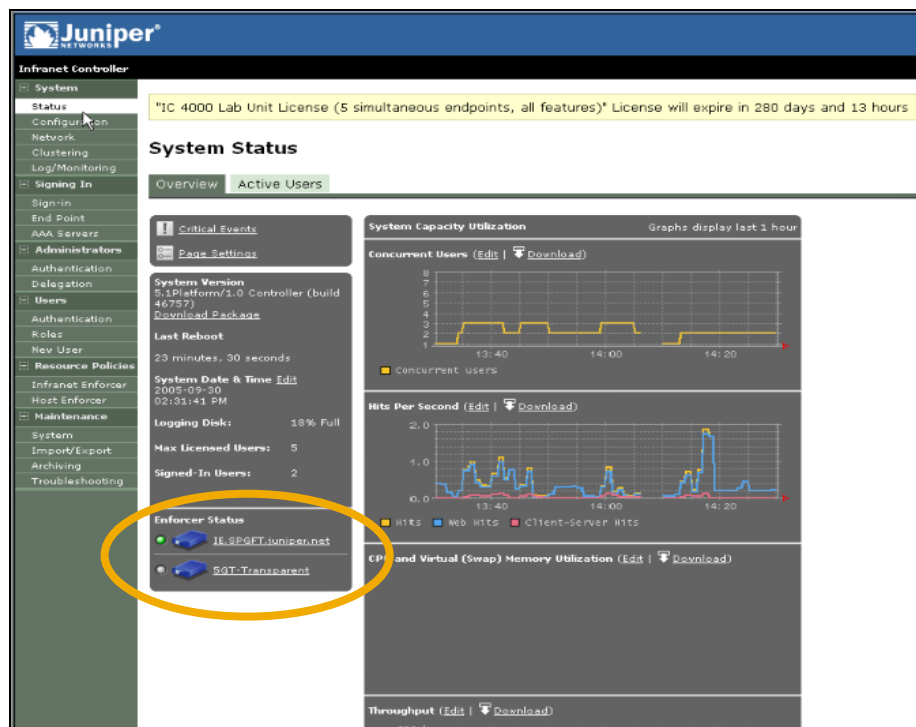 Juniper®
NETWORKS
Infranet Controller
System
Status
Configuration
Network
Clustering
Log/Monitoring
Signing In
Sign-in
End Point
AAA Servers
Administrators
Authentication
Delegation
Users
Authentication
Roles
New User
Resource Policies
Infranet Enforcer
Host Enforcer
Maintenance
System
Import/Export
Archiving
Troubleshooting
"IC 4000 Lab Unit License (5 simultaneous endpoints, all features)" License will expire in 280 days and 13 hours
System Status
Overview Active Users
Critical Events
Page Settings
System Version
5.1Platform/1.0 Controller (build
46757)
Download Package
Last Reboot
23 minutes, 30 seconds
System Date & Time Edit
2005-09-30
02:31:41 PM
Logging Disk: 18% Full
Max Licensed Users: 5
Signed-In Users: 2
Enforcer Status
IE.SPGFT.juniper.net
5GT-Transparent
System Capacity Utilization Graphs display last 1 hour
Concurrent Users (Edit | Download)
8
7
6
5
4
3
2
1
13:40 14:00 14:20
Concurrent users
Hits Per Second (Edit | Download)
2.0
1.0
0.0
13:40 14:00 14:20
Hits Web Hits Client-Server Hits
CPU and Virtual (Swap) Memory Utilization (Edit | Download)
Throughput (Edit | Download)